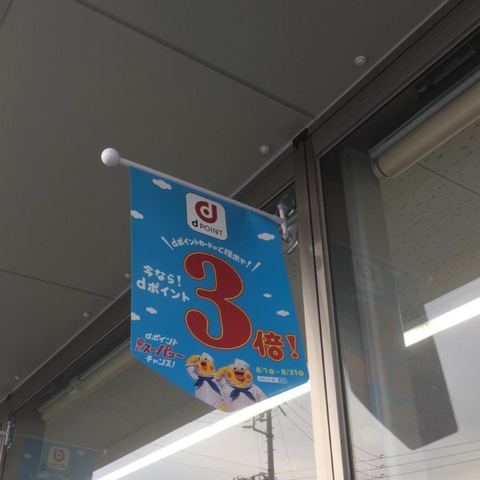 d
d POINT
dポイントカードのご提出で!
今なら!
dポイント
3倍!
dポイント
スーパー
チャンス!
8/1 - 8/31